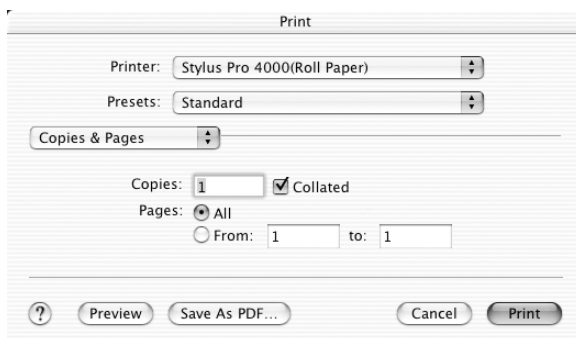 Print
Printer: Stylus Pro 4000(Roll Paper)
Presets: Standard
Copies & Pages
Copies: 1 Collated
Pages: All
From: 1 to: 1
? Preview Save As PDF... Cancel Print